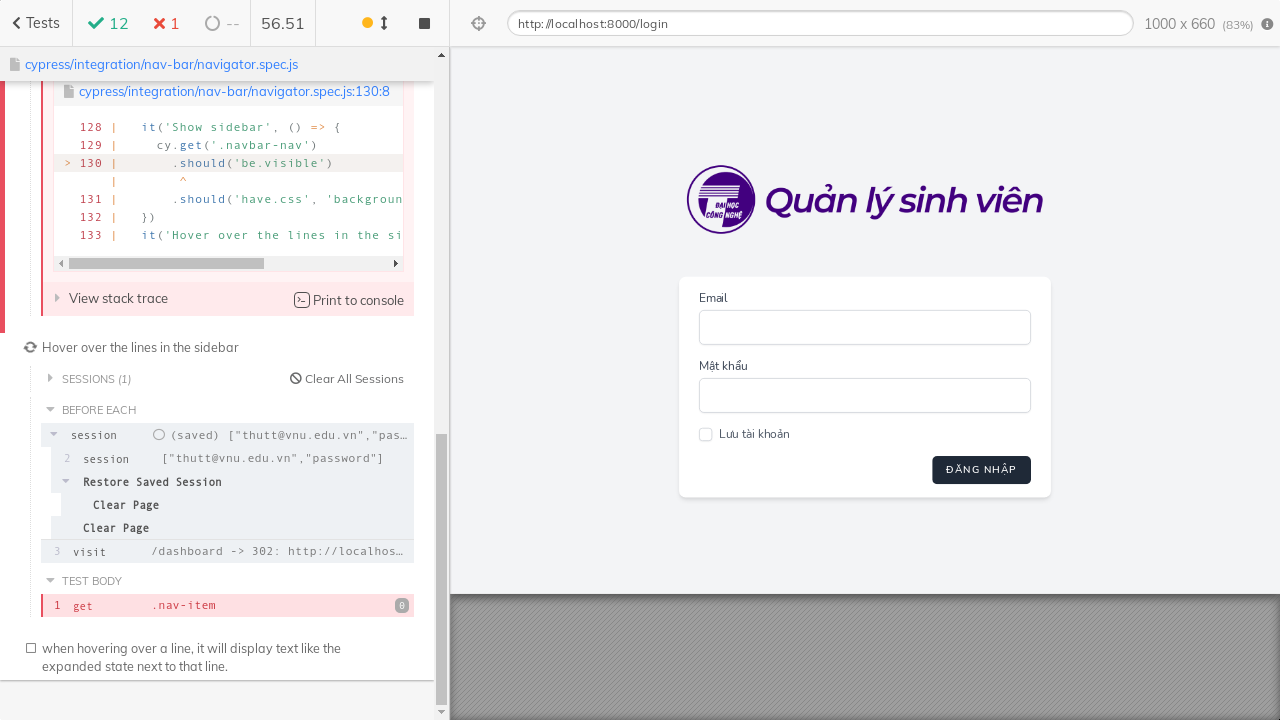 Tests
12
1
--
56.51
http://localhost:8000/login
1000 x 660 (83%)
cypress/integration/nav-bar/navigator.spec.js
cypress/integration/nav-bar/navigator.spec.js:130:8
128 | it('Show sidebar', () => {
129 | cy.get('.navbar-nav')
> 130 | .should('be.visible')
| ^
131 | .should('have.css', 'backgroun
132 | })
133 | it('Hover over the lines in the si
View stack trace
Print to console
Hover over the lines in the sidebar
SESSIONS (1)
Clear All Sessions
BEFORE EACH
session (saved) ["thutt@vnu.edu.vn","pas…
2 session ["thutt@vnu.edu.vn","password"]
Restore Saved Session
Clear Page
Clear Page
3 visit /dashboard -> 302: http://localhos…
TEST BODY
1 get .nav-item 0
when hovering over a line, it will display text like the
expanded state next to that line.
ĐẠI HỌC
CÔNG NGHỆ
Quản lý sinh viên
Email
Mật khẩu
Lưu tài khoản
ĐĂNG NHẬP